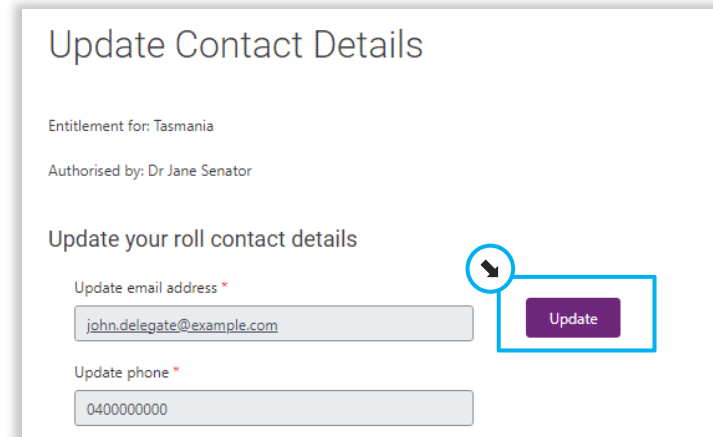 Update Contact Details
Entitlement for: Tasmania
Authorised by: Dr Jane Senator
Update your roll contact details
Update email address *
john.delegate@example.com
Update
Update phone *
0400000000